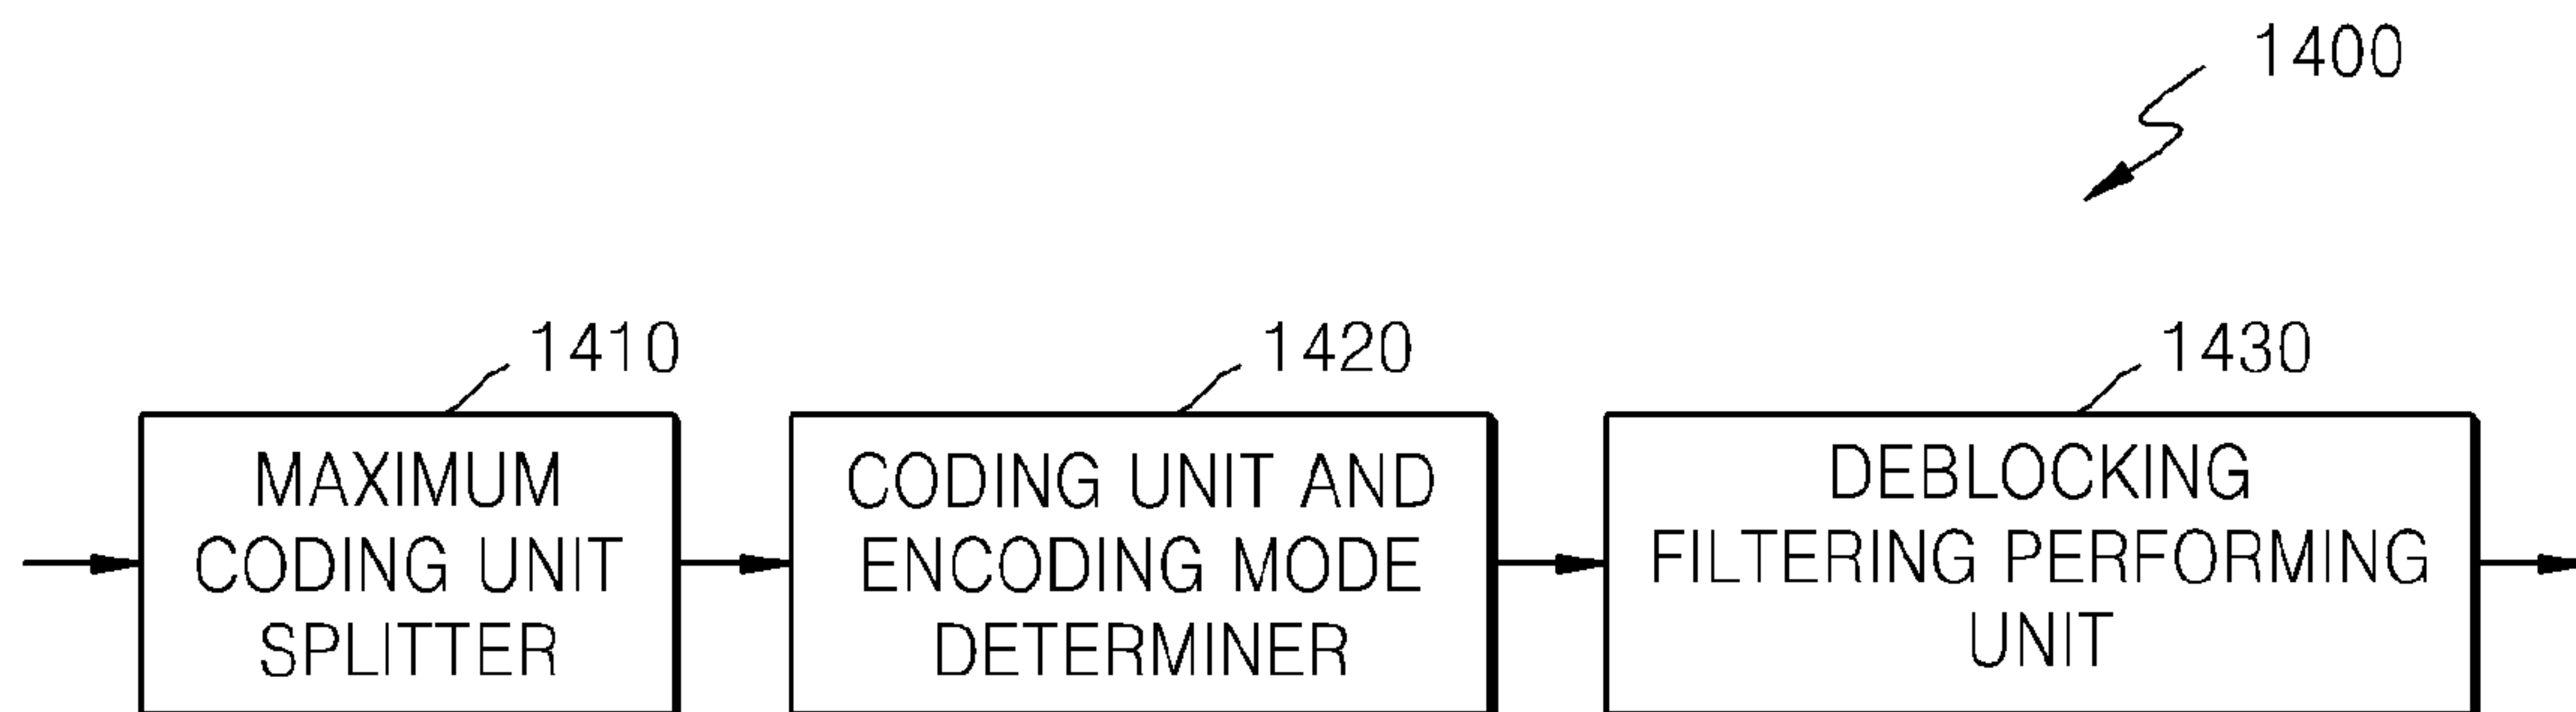 1400
1410
1420
1430
MAXIMUM
CODING UNIT
SPLITTER
CODING UNIT AND
ENCODING MODE
DETERMINER
DEBLOCKING
FILTERING PERFORMING
UNIT